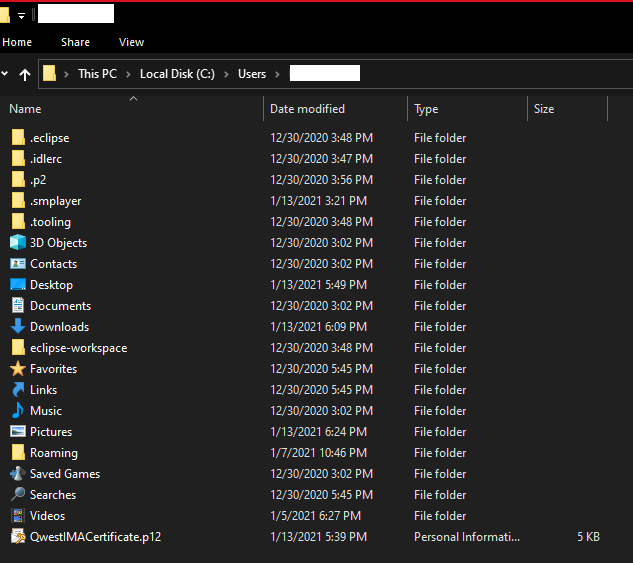 Home Share View
This PC Local Disk (C:) Users
Name Date modified Type Size
.eclipse 12/30/2020 3:48 PM File folder
.idlerc 12/30/2020 3:47 PM File folder
.p2 12/30/2020 3:56 PM File folder
.smplayer 1/13/2021 3:21 PM File folder
.tooling 12/30/2020 3:48 PM File folder
3D Objects 12/30/2020 3:02 PM File folder
Contacts 12/30/2020 3:02 PM File folder
Desktop 1/13/2021 5:49 PM File folder
Documents 12/30/2020 3:02 PM File folder
Downloads 1/13/2021 6:09 PM File folder
eclipse-workspace 12/30/2020 3:48 PM File folder
Favorites 12/30/2020 5:45 PM File folder
Links 12/30/2020 5:45 PM File folder
Music 12/30/2020 3:02 PM File folder
Pictures 1/13/2021 6:24 PM File folder
Roaming 1/7/2021 10:46 PM File folder
Saved Games 12/30/2020 3:02 PM File folder
Searches 12/30/2020 5:45 PM File folder
Videos 1/5/2021 6:27 PM File folder
QwestIMACertificate.p12 1/13/2021 5:39 PM Personal Informati... 5 KB